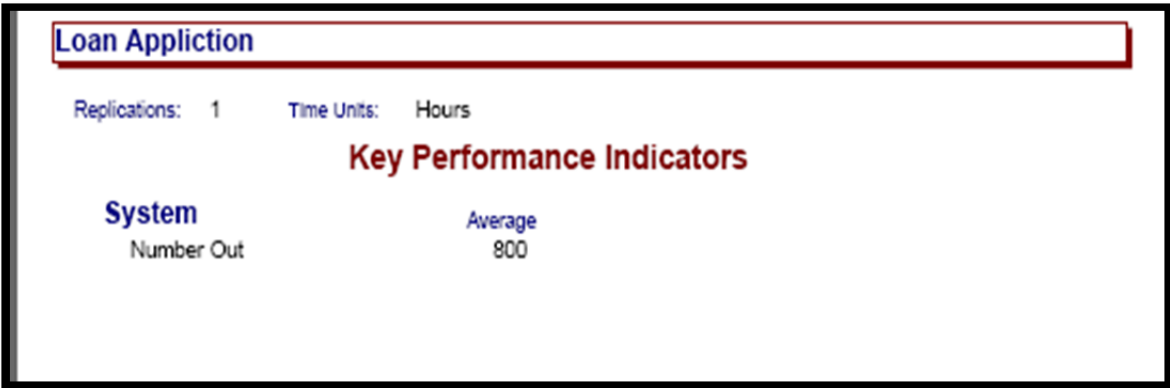 Loan Appliction
Replications: 1 Time Units: Hours
Key Performance Indicators
System Average
Number Out 800